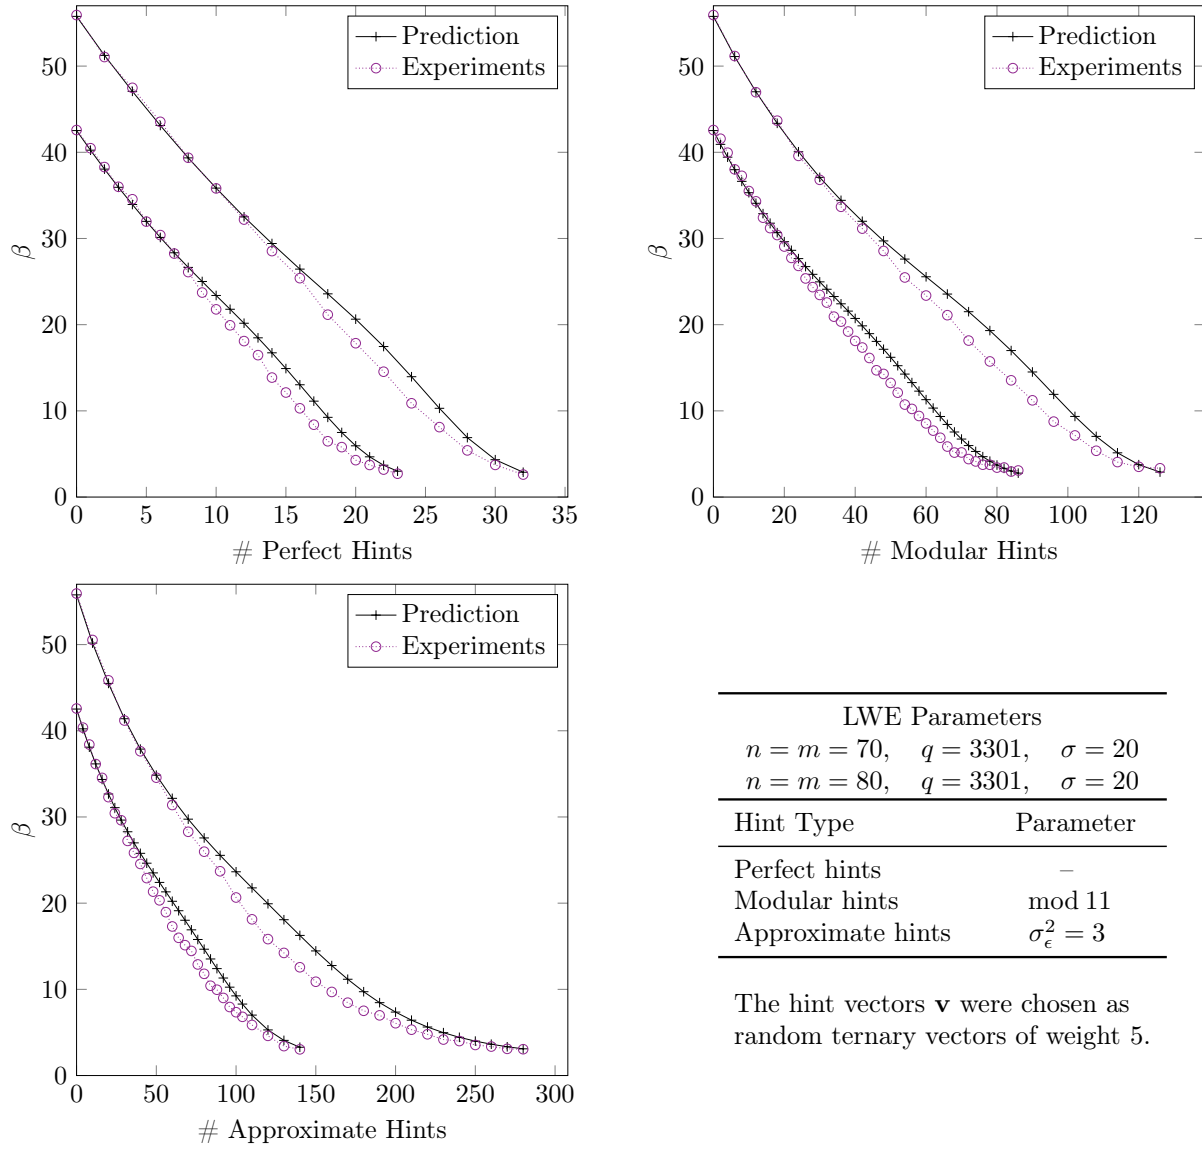 Prediction
Experiments
β
50
40
30
20
10
0
0 5 10 15 20 25 30 35
# Perfect Hints
Prediction
Experiments
β
50
40
30
20
10
0
0 20 40 60 80 100 120
# Modular Hints
Prediction
Experiments
β
50
40
30
20
10
0
0 50 100 150 200 250 300
# Approximate Hints
LWE Parameters
n = m = 70, q = 3301, σ = 20
n = m = 80, q = 3301, σ = 20
Hint Type Parameter
Perfect hints –
Modular hints mod 11
Approximate hints σ_ϵ^2 = 3
The hint vectors v were chosen as
random ternary vectors of weight 5.